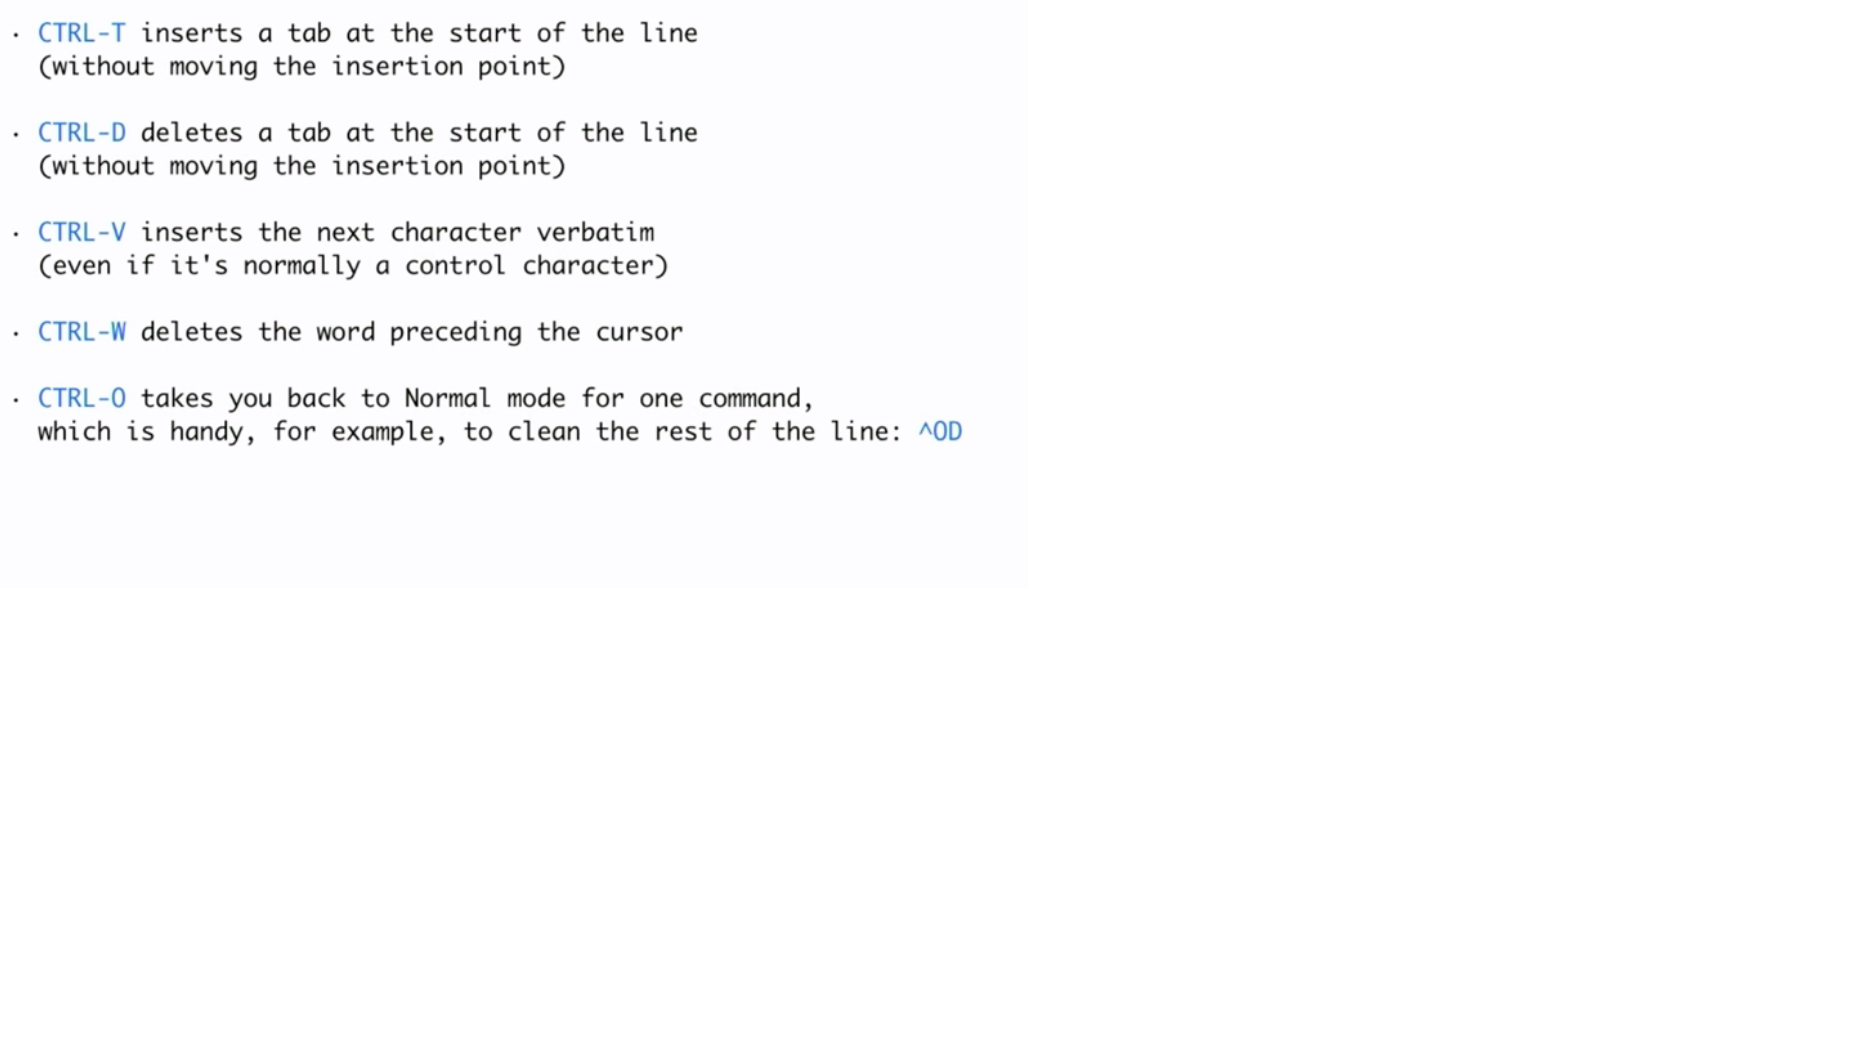 · CTRL-T inserts a tab at the start of the line
(without moving the insertion point)
· CTRL-D deletes a tab at the start of the line
(without moving the insertion point)
· CTRL-V inserts the next character verbatim
(even if it's normally a control character)
· CTRL-W deletes the word preceding the cursor
· CTRL-O takes you back to Normal mode for one command,
which is handy, for example, to clean the rest of the line: ^OD